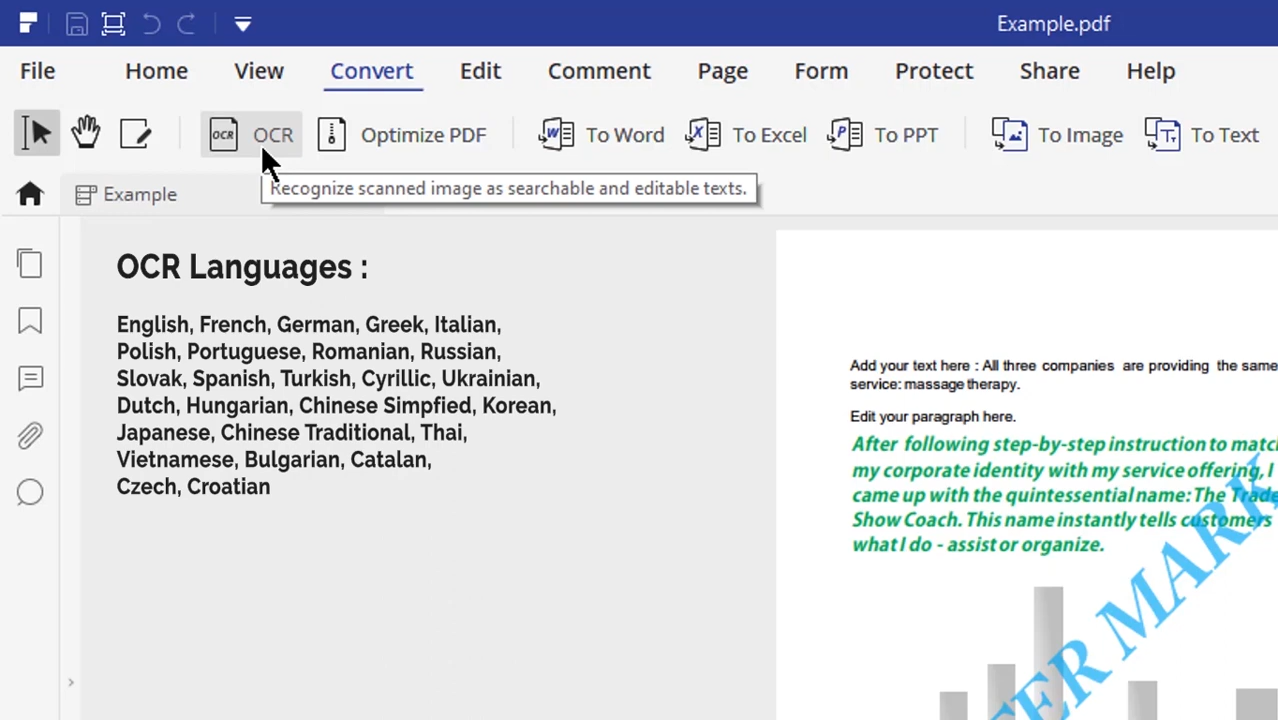 Example.pdf
File Home View Convert Edit Comment Page Form Protect Share Help
OCR OCR Optimize PDF W To Word X To Excel P To PPT To Image T To Text
Example
Recognize scanned image as searchable and editable texts.
OCR Languages :
English, French, German, Greek, Italian,
Polish, Portuguese, Romanian, Russian,
Slovak, Spanish, Turkish, Cyrillic, Ukrainian,
Dutch, Hungarian, Chinese Simpfied, Korean,
Japanese, Chinese Traditional, Thai,
Vietnamese, Bulgarian, Catalan,
Czech, Croatian
Add your text here : All three companies are providing the same
service: massage therapy.
Edit your paragraph here.
After following step-by-step instruction to match
my corporate identity with my service offering, I
came up with the quintessential name: The Trade
Show Coach. This name instantly tells customers
what I do - assist or organize.
MARK